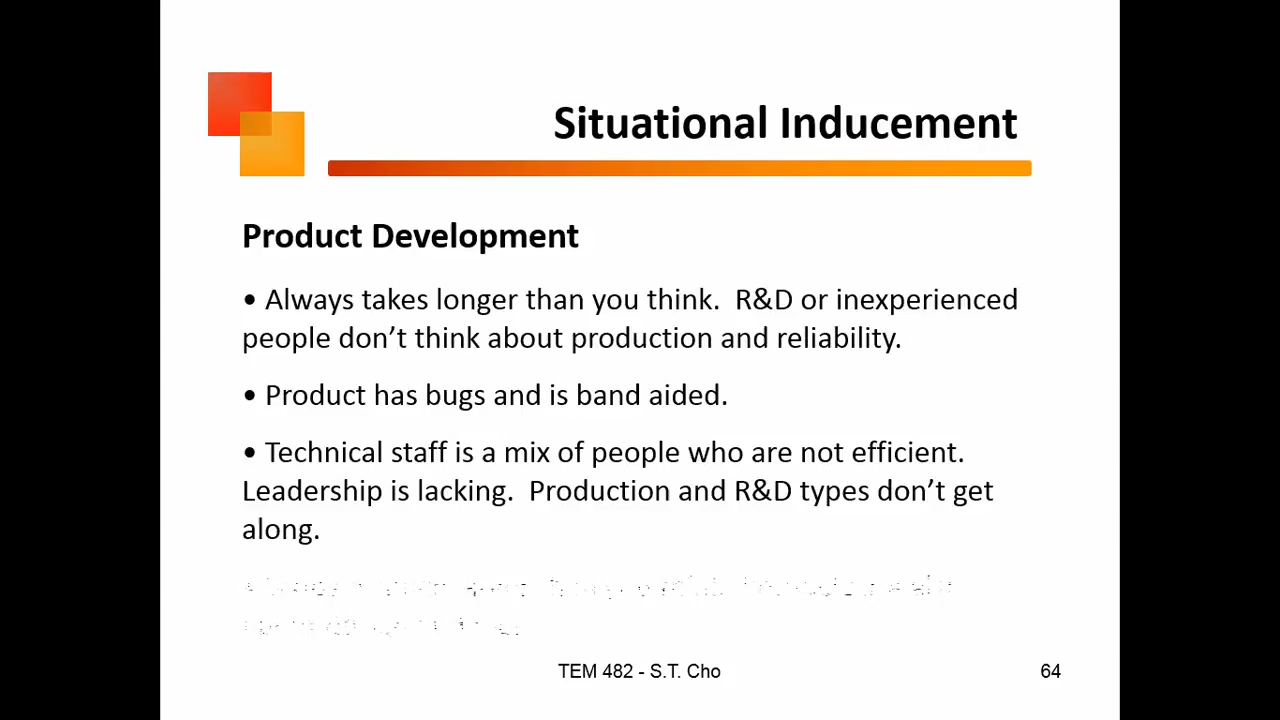 Situational Inducement
Product Development
• Always takes longer than you think.  R&D or inexperienced
people don’t think about production and reliability.
• Product has bugs and is band aided.
• Technical staff is a mix of people who are not efficient.
Leadership is lacking.  Production and R&D types don’t get
along.
TEM 482 - S.T. Cho
64